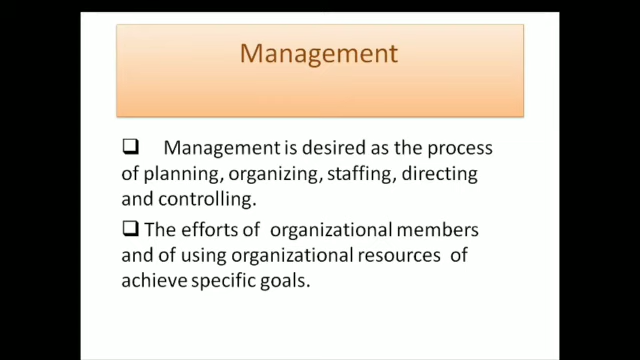 Management
❑ Management is desired as the process
of planning, organizing, staffing, directing
and controlling.
❑ The efforts of organizational members
and of using organizational resources of
achieve specific goals.